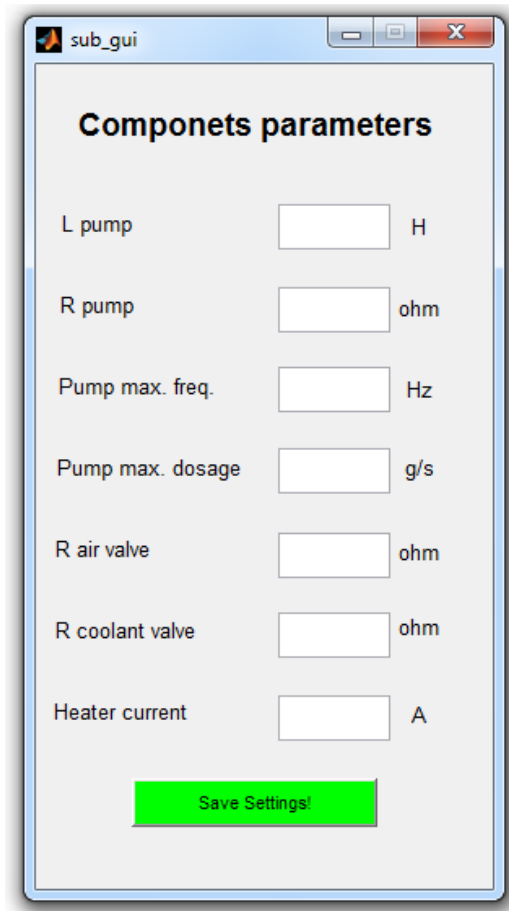 sub_gui
Componets parameters
L pump H
R pump ohm
Pump max. freq. Hz
Pump max. dosage g/s
R air valve ohm
R coolant valve ohm
Heater current A
Save Settings!